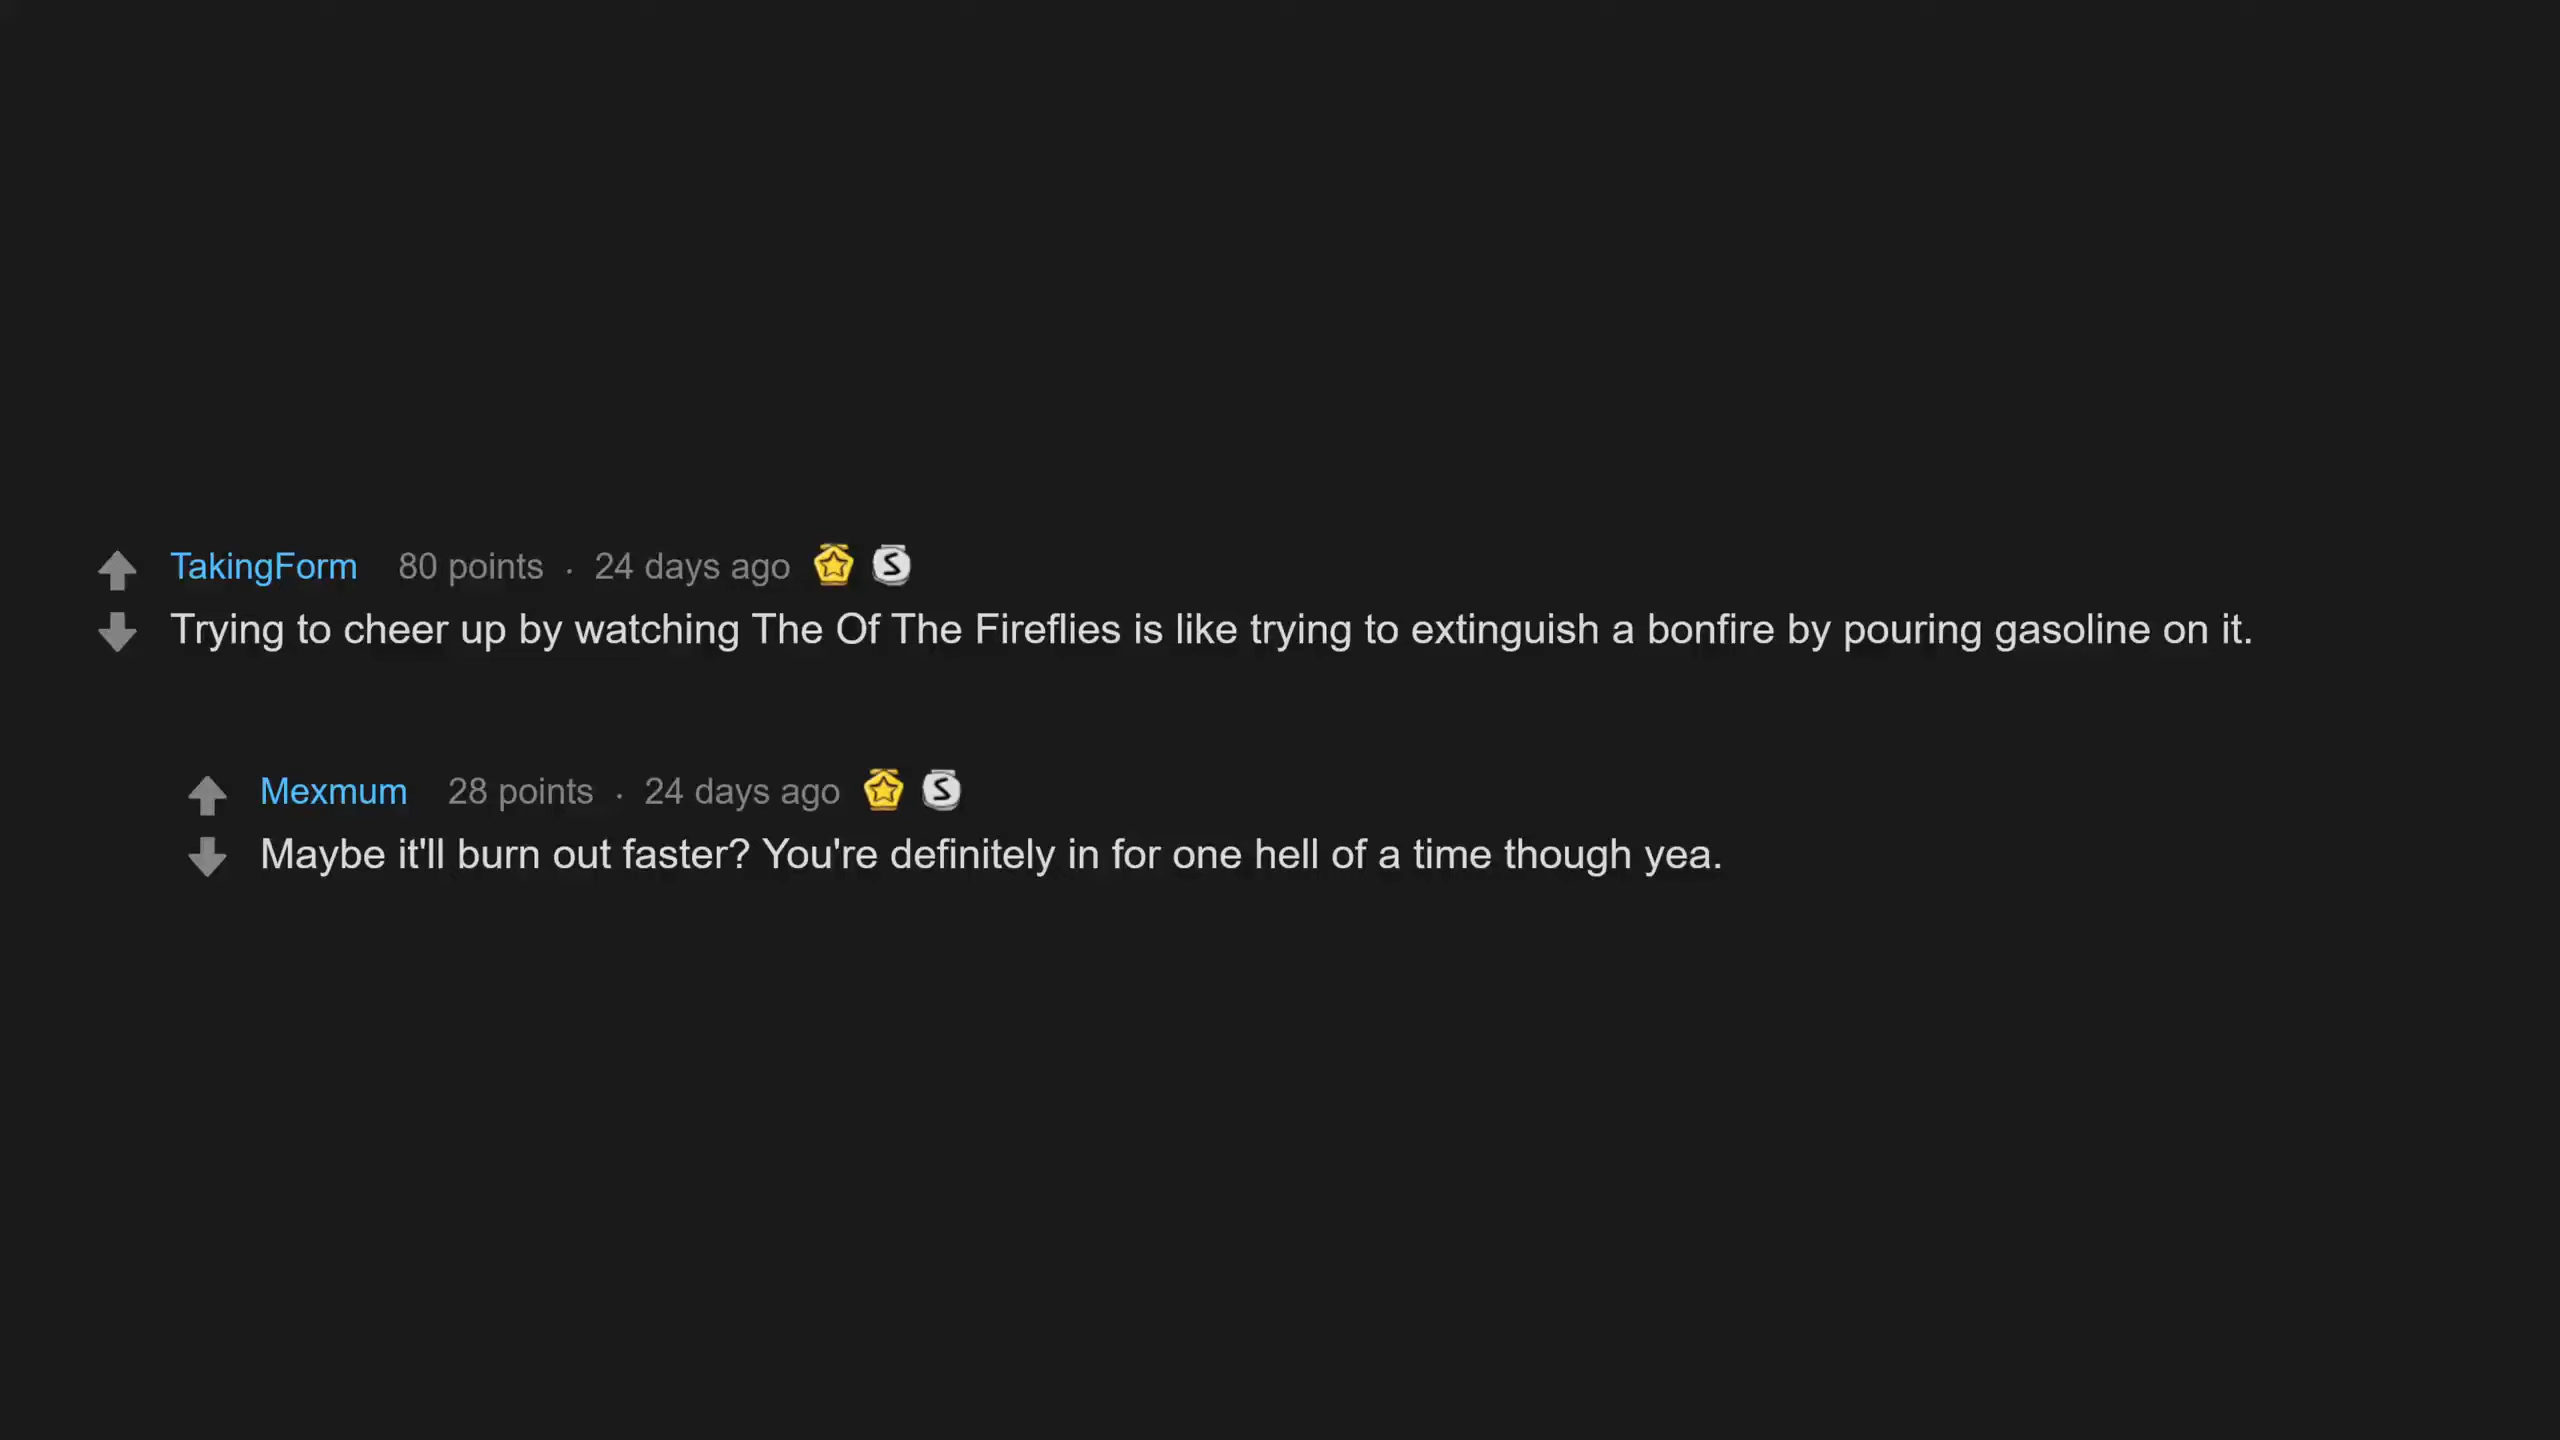 TakingForm 80 points · 24 days ago
Trying to cheer up by watching The Of The Fireflies is like trying to extinguish a bonfire by pouring gasoline on it.
Mexmum 28 points · 24 days ago
Maybe it'll burn out faster? You're definitely in for one hell of a time though yea.